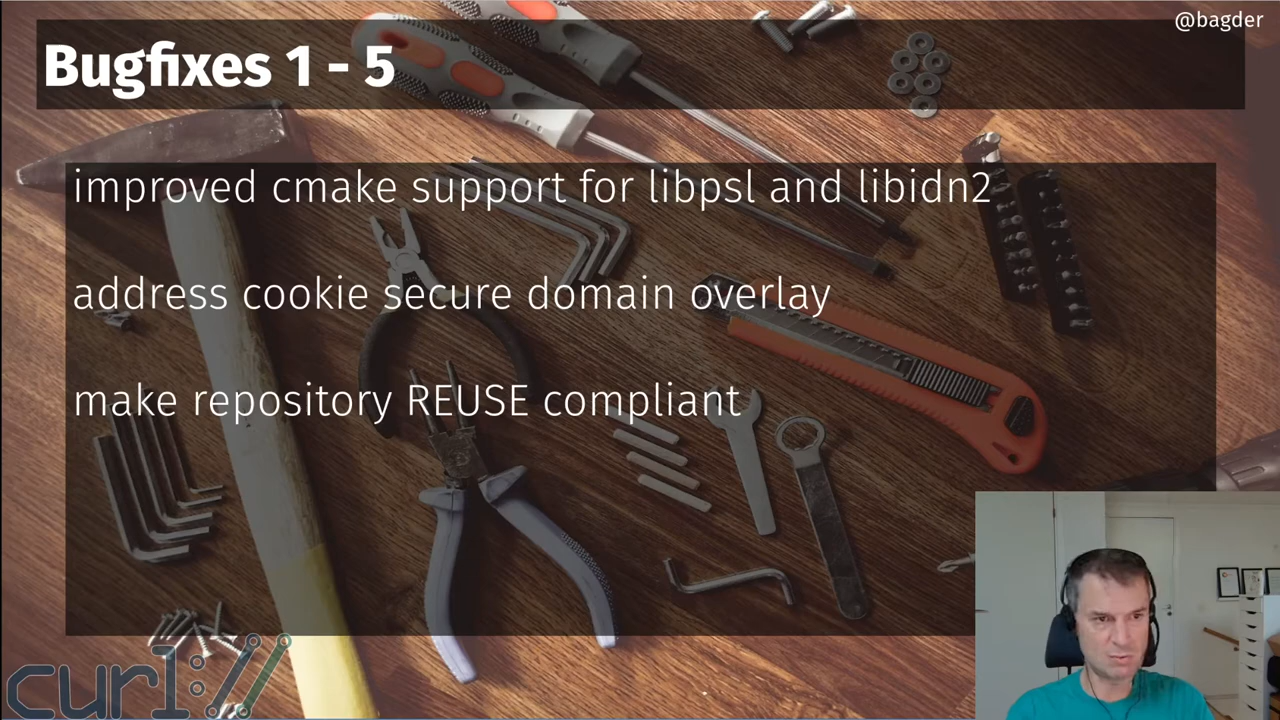 @bagder
Bugfixes 1 - 5
improved cmake support for libpsl and libidn2
address cookie secure domain overlay
make repository REUSE compliant
curl://